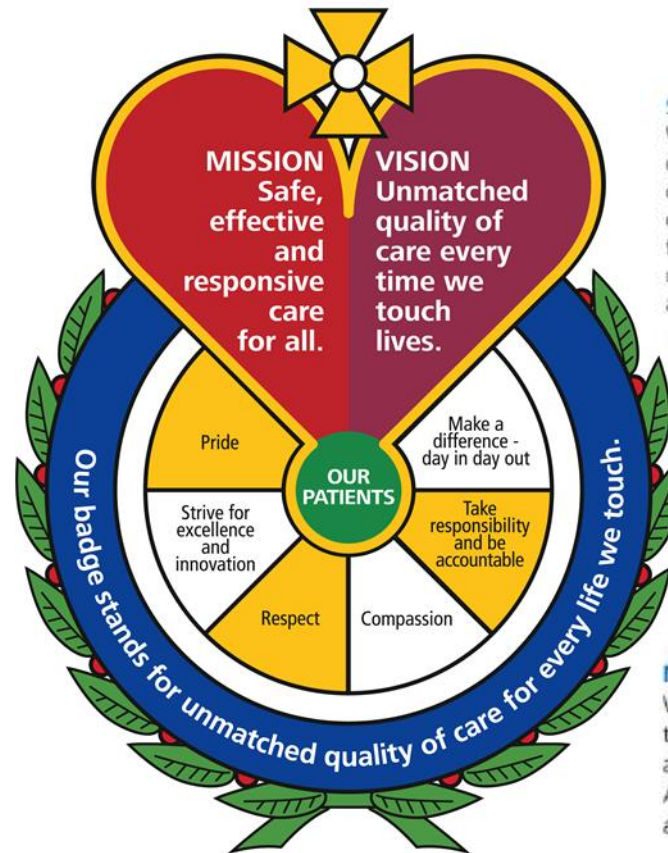 MISSION
Safe,
effective
and
responsive
care
for all.
VISION
Unmatched
quality of
care every
time we
touch
lives.
Pride
Make a
difference -
day in day out
OUR
PATIENTS
Strive for
excellence
and
innovation
Take
responsibility
and be
accountable
Respect
Compassion
Our badge stands for unmatched quality of care for every life we touch.